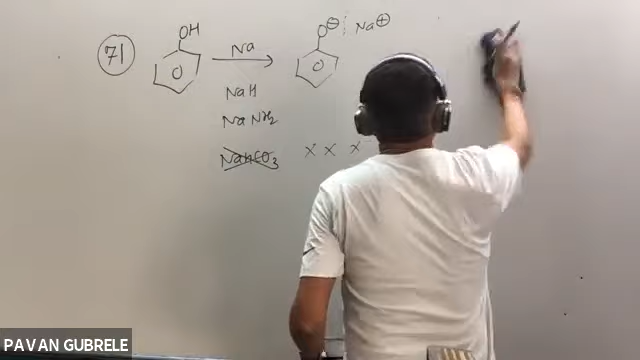 71
OH
Na
O⊖ Na⊕
NaH
NaNH2
NaHCO3 X X X
PAVAN GUBRELE